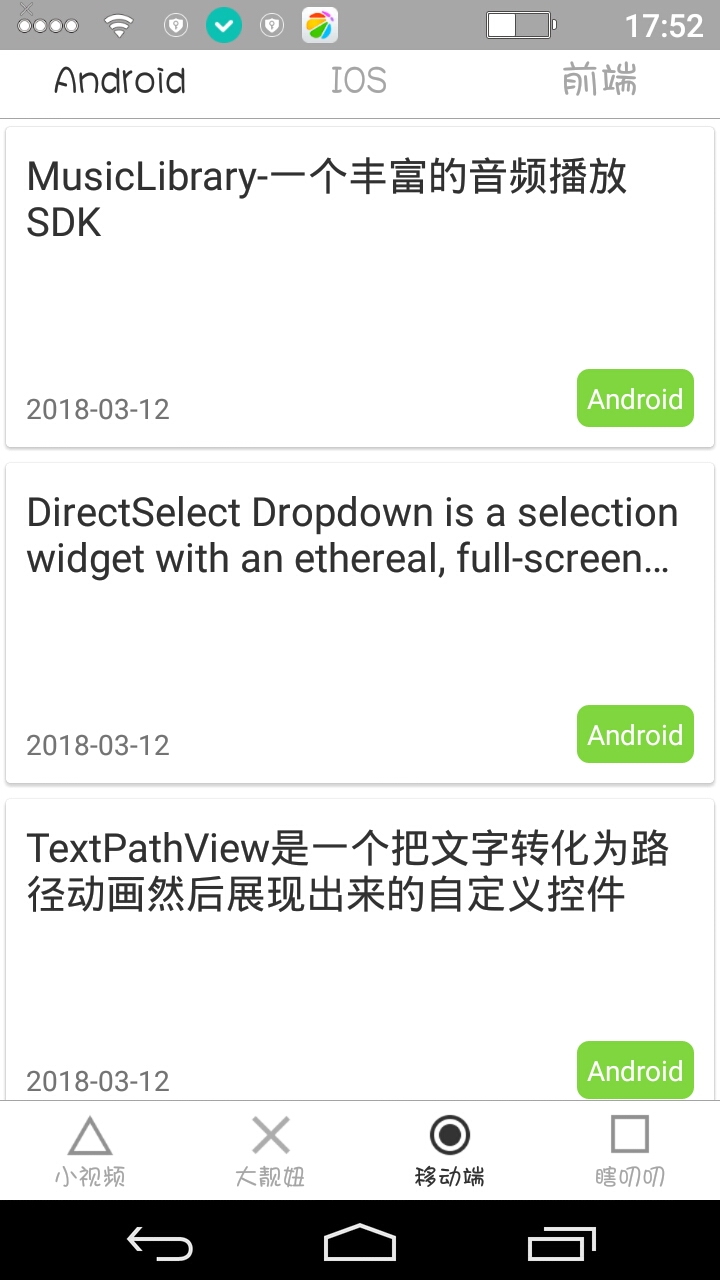 17:52
Android
IOS
前端
MusicLibrary-一个丰富的音频播放
SDK
2018-03-12
Android
DirectSelect Dropdown is a selection
widget with an ethereal, full-screen…
2018-03-12
Android
TextPathView是一个把文字转化为路
径动画然后展现出来的自定义控件
2018-03-12
Android
小视频
大靓妞
移动端
瞎叨叨